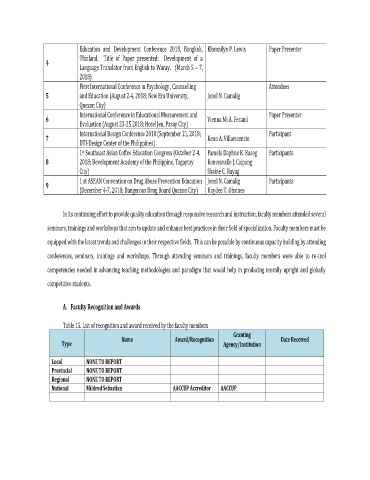 Education and Development Conference 2018, Bangkok, Khennilyn P. Lewis Paper Presenter
Thailand. Title of Paper presented: Development of a
4 Language Translator from English to Waray. (March 5 – 7,
2018)
First International Conference in Psychology, Counselling Attendees
5 and Education (August 2-4, 2018; New Era University, Jonel N. Camalig
Quezon City)
6 International Conference in Educational Measurement and Vienna Mi A. Feranil Paper Presenter
Evaluation (August 23-25 2018; Hotel Jen, Pasay City)
7 International Design Conference 2018 (September 21, 2018; Keno A. Villavicencio Participant
DTI-Design Center of the Philippines)
1st Southeast Asian Coffee Education Congress (October 2-4, Pamela Daphne R. Basog Participants
8 2018; Development Academy of the Philippine, Tagaytay J. Caipang
City) Shaine C. Hayag
9 1st ASEAN Convention on Drug Abuse Prevention Education Jonel N. Camalig Participants
(December 4-7, 2018; Dangerous Drug Board Quezon City) Haydee T. Obsines
In its continuing effort to provide quality education through responsive research and instruction, faculty members attended several
seminars, trainings and workshops that aim to update and enhance best practices in their field of specialization. Faculty members must be
equipped with the latest trends and challenges in their respective fields. This can be possible by continuous capacity building by attending
conferences, seminars, trainings and workshops. Through attending seminars and trainings, faculty members were able to re-tool
competencies needed in advancing teaching methodologies and paradigm that would help in producing morally upright and globally
competitive students.
A. Faculty Recognition and Awards
Table 15. List of recognition and award received by the faculty members
Type Name Award/Recognition Granting Agency/Institution Date Received
Local NONE TO REPORT
Provincial NONE TO REPORT
Regional NONE TO REPORT
National Mildred Sebastian AACCUP Accreditor AACCUP